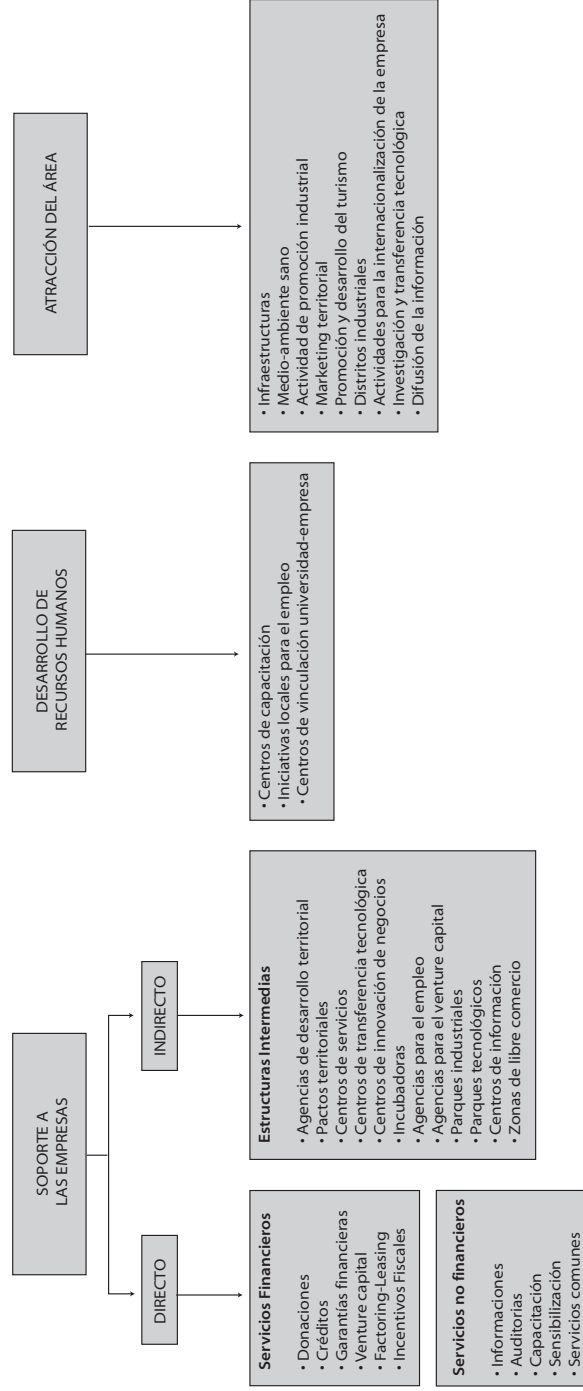 SOPORTE A
LAS EMPRESAS
DIRECTO
Servicios Financieros
• Donaciones
• Créditos
• Garantías financieras
• Venture capital
• Factoring-Leasing
• Incentivos Fiscales
Servicios no financieros
• Informaciones
• Auditorías
• Capacitación
• Sensibilización
• Servicios comunes
INDIRECTO
Estructuras Intermedias
• Agencias de desarrollo territorial
• Pactos territoriales
• Centros de servicios
• Centros de transferencia tecnológica
• Centros de innovación de negocios
• Incubadoras
• Agencias para el empleo
• Agencias para el venture capital
• Parques industriales
• Parques tecnológicos
• Centros de información
• Zonas de libre comercio
DESARROLLO DE
RECURSOS HUMANOS
• Centros de capacitación
• Iniciativas locales para el empleo
• Centros de vinculación universidad-empresa
ATRACCIÓN DEL ÁREA
• Infraestructuras
• Medio-ambiente sano
• Actividad de promoción industrial
• Marketing territorial
• Promoción y desarrollo del turismo
• Distritos industriales
• Actividades para la internacionalización de la empresa
• Investigación y transferencia tecnológica
• Difusión de la información